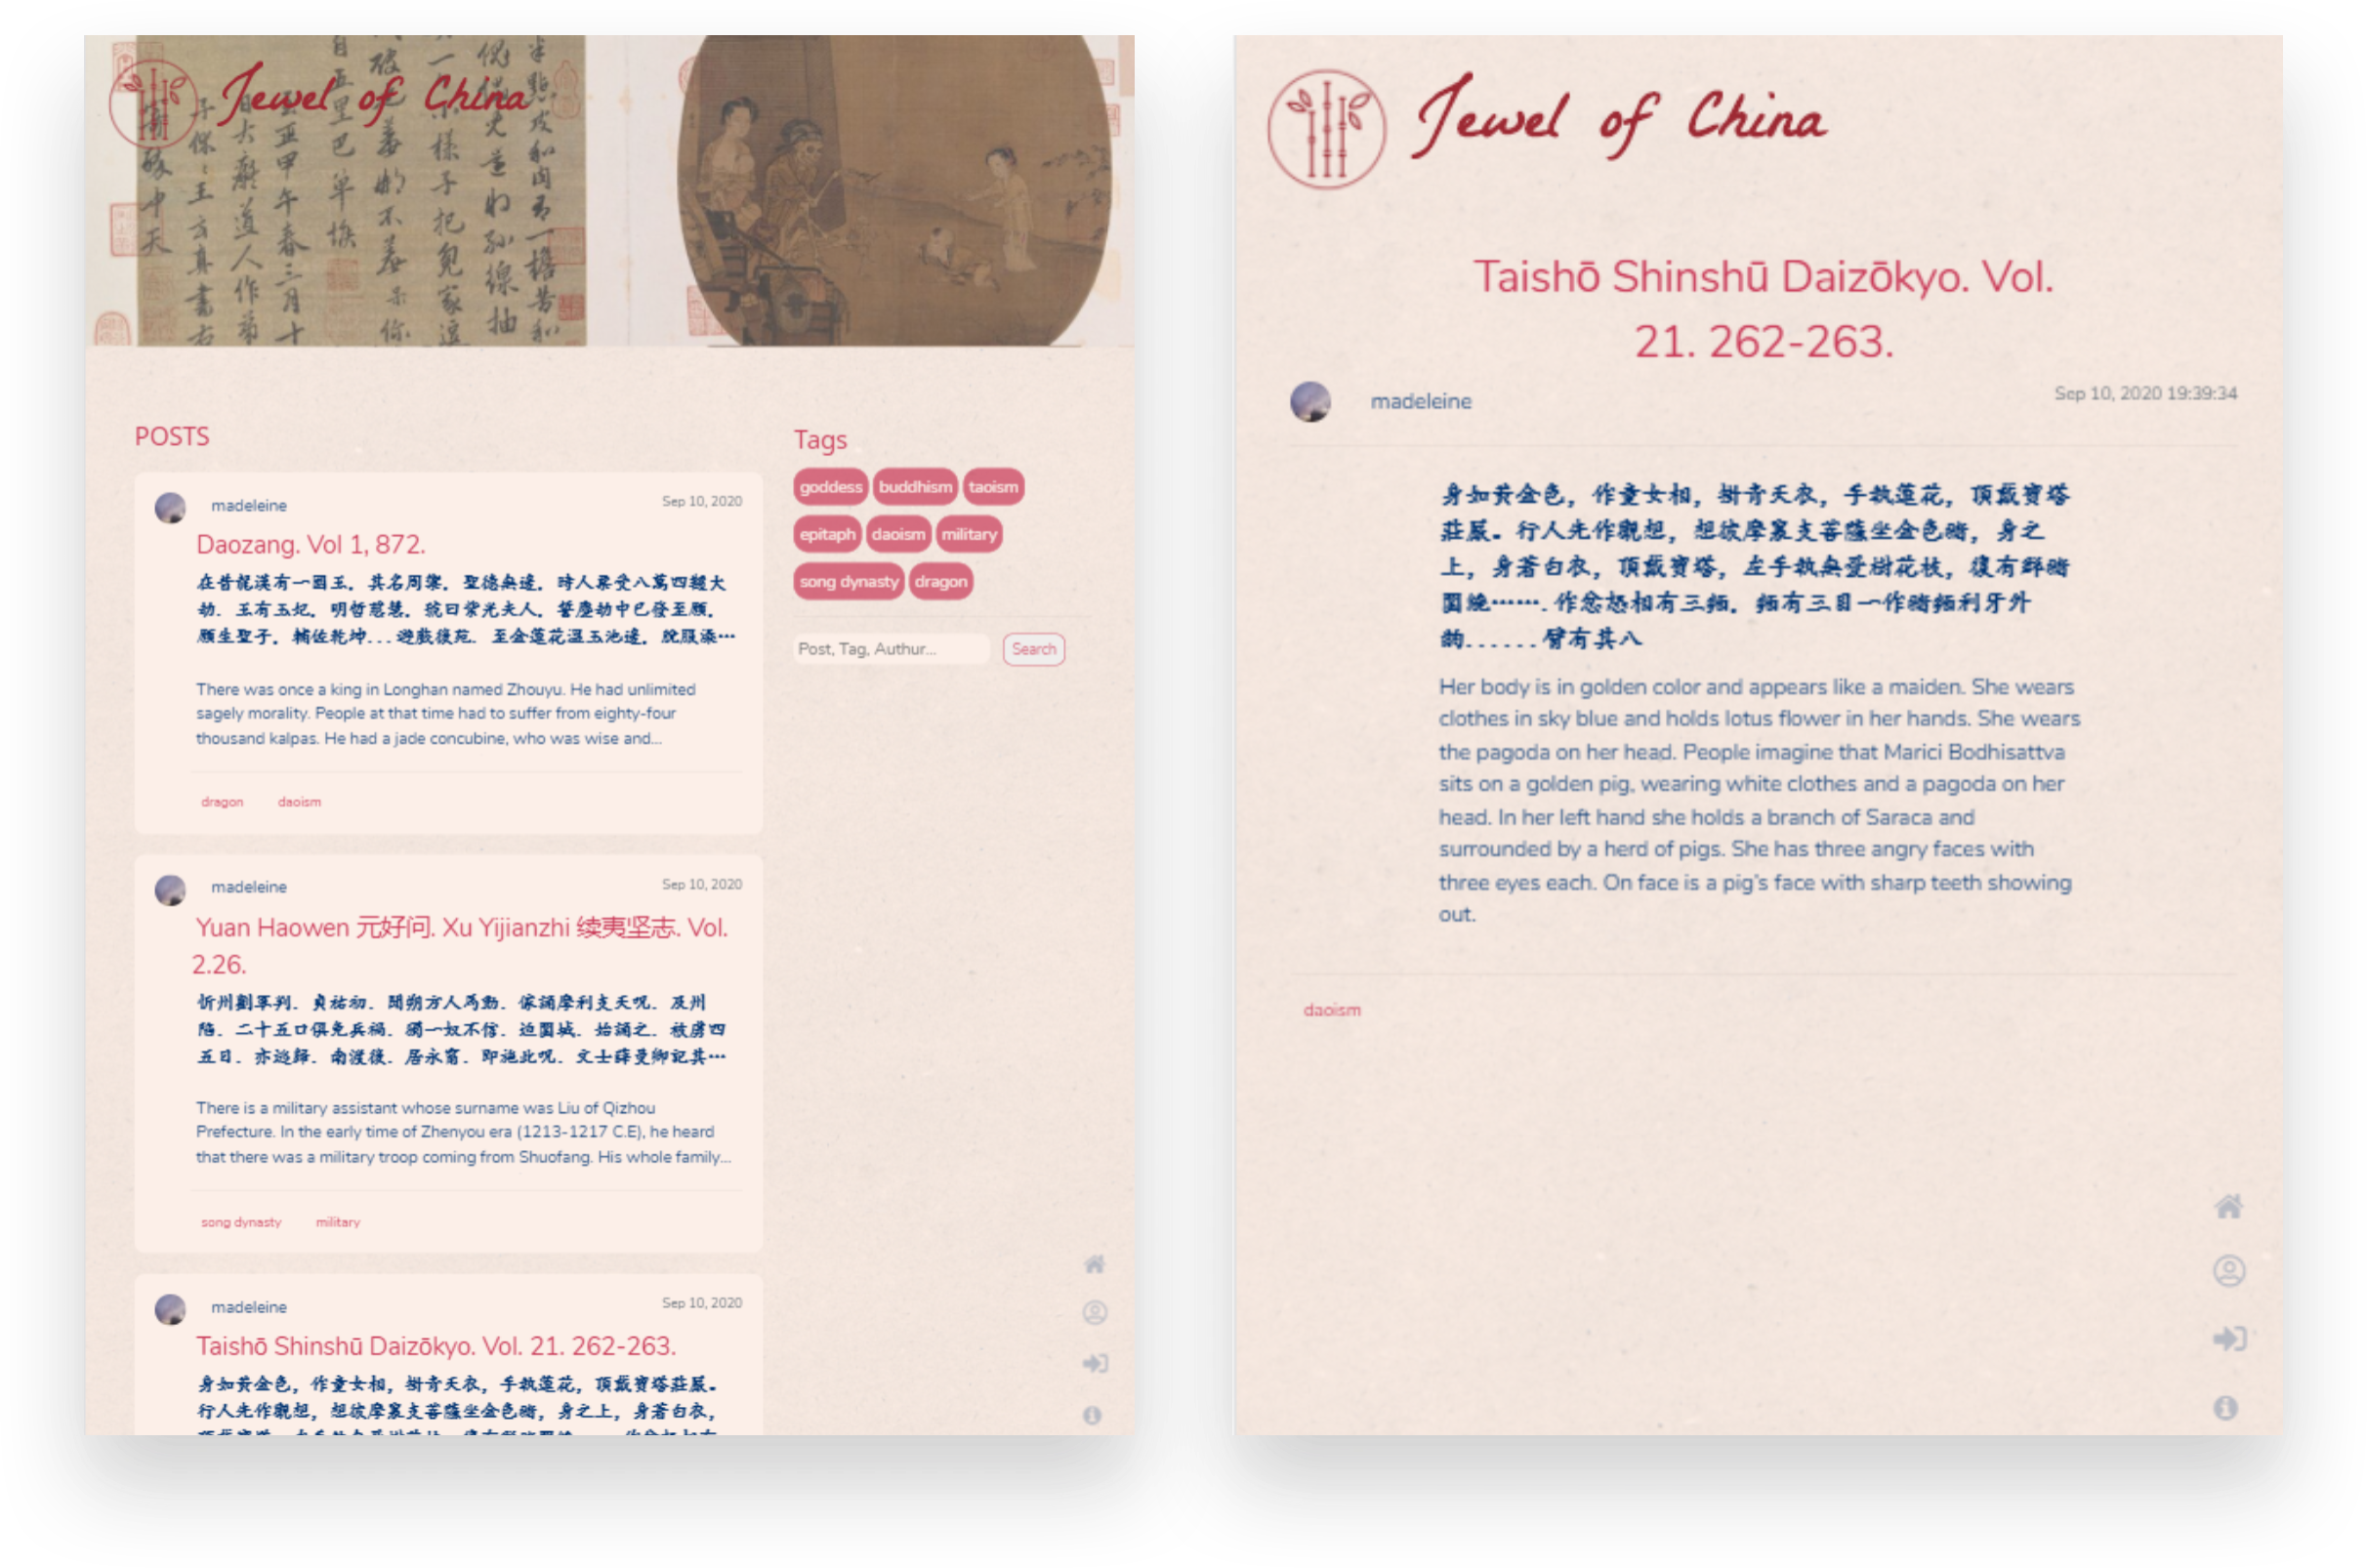 Jewel of China
POSTS
madeleine
Sep 10, 2020
Daozang. Vol 1, 872.
在昔龍漢有一國王. 其名周禦. 聖德無邊. 時人稟受八萬四大
劫. 王有玉妃. 明哲慈慧. 號曰紫光夫人. 誓塵劫中已發至願.
願生聖子. 輔佐乾坤...遊戲後苑. 至金蓮花溫玉池邊. 脫服澡…
There was once a king in Longhan named Zhouyu. He had unlimited
sagely morality. People at that time had to suffer from eighty-four
thousand kalpas. He had a jade concubine, who was wise and...
dragon daoism
madeleine
Sep 10, 2020
Yuan Haowen 元好问. Xu Yijianzhi 续夷坚志. Vol.
2.26.
忻州劉軍判. 貞祐初. 聞朔方人馬動. 傢誦摩利支天咒. 及州
陷. 二十五口俱免兵禍. 獨一奴不信. 迫圍城. 始誦之. 被虜四
五日. 亦逃歸. 南渡後. 居永甯. 即施此咒. 文士薛曼卿記其…
There is a military assistant whose surname was Liu of Qizhou
Prefecture. In the early time of Zhenyou era (1213-1217 C.E), he heard
that there was a military troop coming from Shuofang. His whole family...
song dynasty military
madeleine
Sep 10, 2020
Taishō Shinshū Daizōkyo. Vol. 21. 262-263.
身如黃金色，作童女相，掛青天衣，手執蓮花，頂戴寶塔莊嚴。
行人先作觀想，想彼摩裏支菩薩坐金色豬，身之上，身著白衣，
Tags
goddess buddhism taoism
epitaph daoism military
song dynasty dragon
Post, Tag, Authur...
Search
Jewel of China
Taishō Shinshū Daizōkyo. Vol.
21. 262-263.
madeleine
Sep 10, 2020 19:39:34
身如黃金色，作童女相，掛青天衣，手執蓮花，頂戴寶塔
莊嚴。行人先作觀想，想彼摩裏支菩薩坐金色豬，身之
上，身著白衣，頂戴寶塔，左手執無憂樹花枝，復有群豬
圍繞……. 作忿怒相有三面，面有三目一作豬面利牙外
齣......臂有其八
Her body is in golden color and appears like a maiden. She wears
clothes in sky blue and holds lotus flower in her hands. She wears
the pagoda on her head. People imagine that Marici Bodhisattva
sits on a golden pig, wearing white clothes and a pagoda on her
head. In her left hand she holds a branch of Saraca and
surrounded by a herd of pigs. She has three angry faces with
three eyes each. On face is a pig's face with sharp teeth showing
out.
daoism